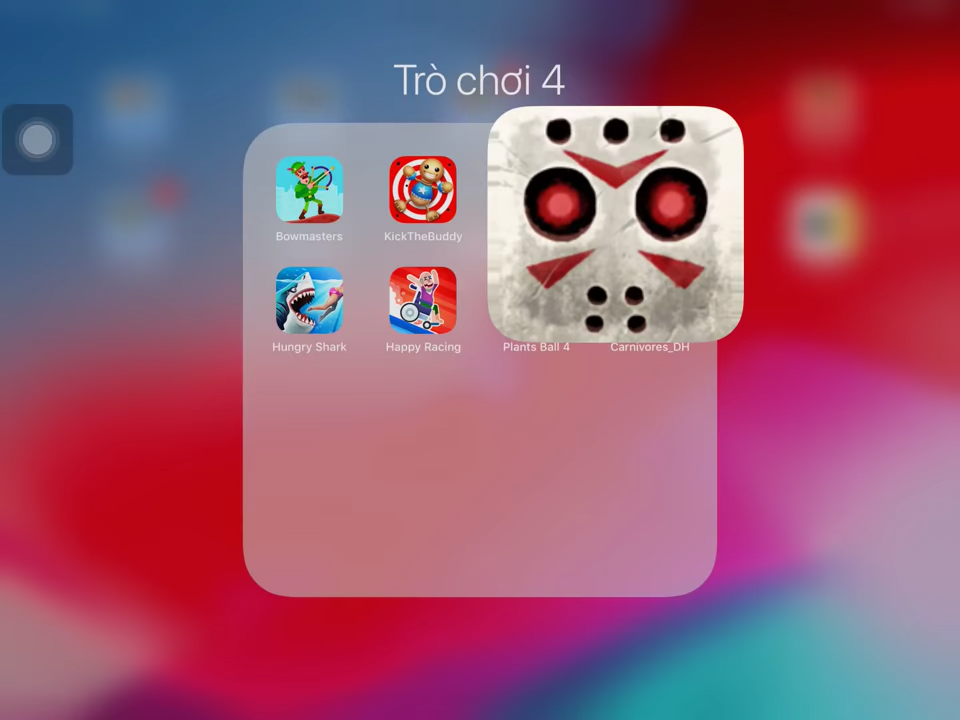 Trò chơi 4
Bowmasters
KickTheBuddy
Hungry Shark
Happy Racing
Plants Ball 4
Carnivores_DH